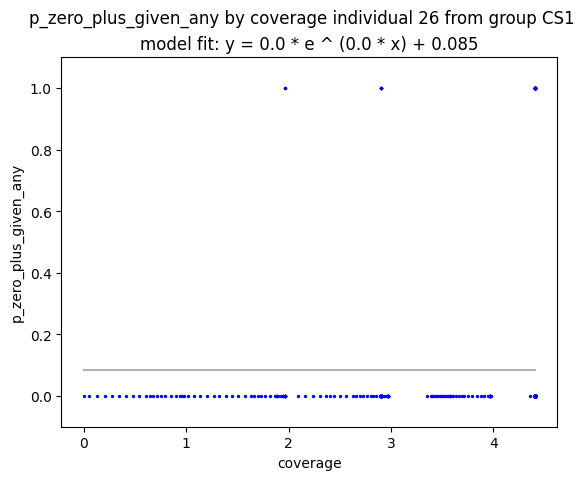 p_zero_plus_given_any by coverage individual 26 from group CS1
model fit: y = 0.0 * e ^ (0.0 * x) + 0.085
1.0
0.8
0.6
0.4
0.2
0.0
p_zero_plus_given_any
0 1 2 3 4
coverage